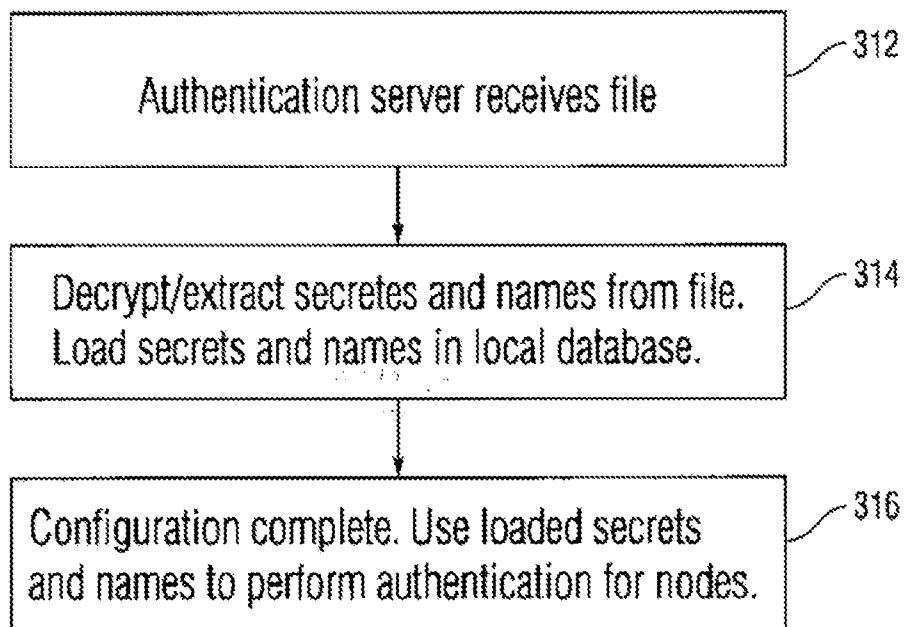 Authentication server receives file
312
Decrypt/extract secretes and names from file.
Load secrets and names in local database.
314
Configuration complete. Use loaded secrets
and names to perform authentication for nodes.
316